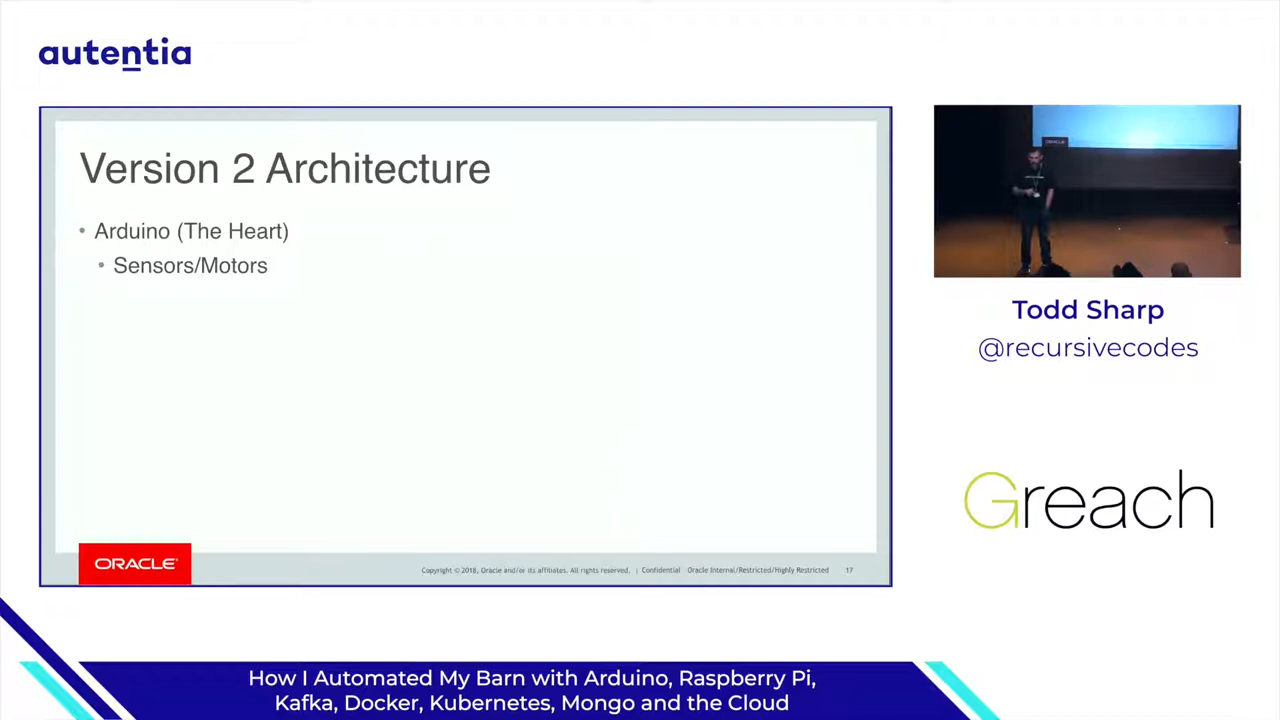 autentia
Version 2 Architecture
• Arduino (The Heart)
• Sensors/Motors
ORACLE
Copyright © 2018, Oracle and/or its affiliates. All rights reserved. | Confidential Oracle Internal/Restricted/Highly Restricted 17
ORACLE
Todd Sharp
@recursivecodes
Greach
How I Automated My Barn with Arduino, Raspberry Pi,
Kafka, Docker, Kubernetes, Mongo and the Cloud